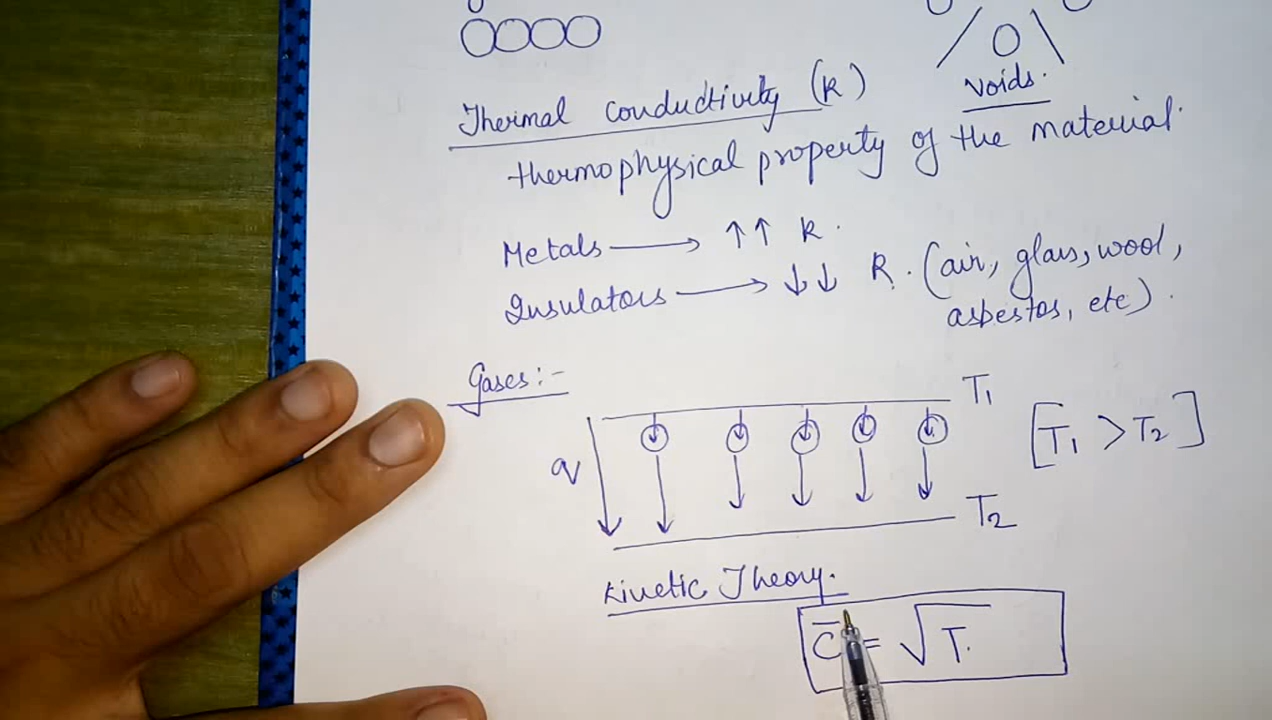 Voids.
Thermal Conductivity (K)
thermophysical property of the material.
Metals → ↑↑ K.
Insulators → ↓↓ K. (air, glass, wool,
asbestos, etc).
Gases:-
T1
[T1 > T2]
q
T2
Kinetic Theory.
C̅ = √T.